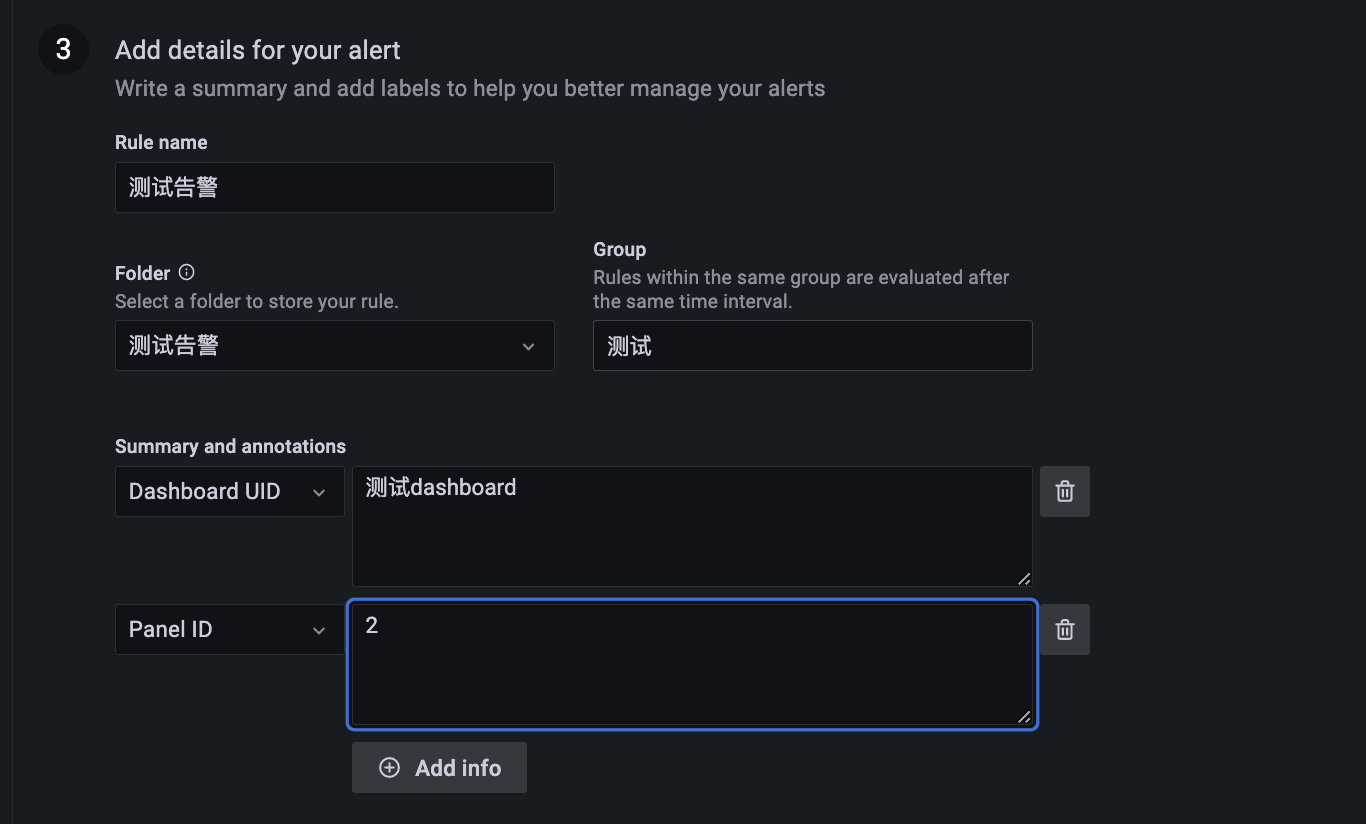 3
Add details for your alert
Write a summary and add labels to help you better manage your alerts
Rule name
测试告警
Folder
Select a folder to store your rule.
测试告警
Group
Rules within the same group are evaluated after
the same time interval.
测试
Summary and annotations
Dashboard UID
测试dashboard
Panel ID
2
Add info